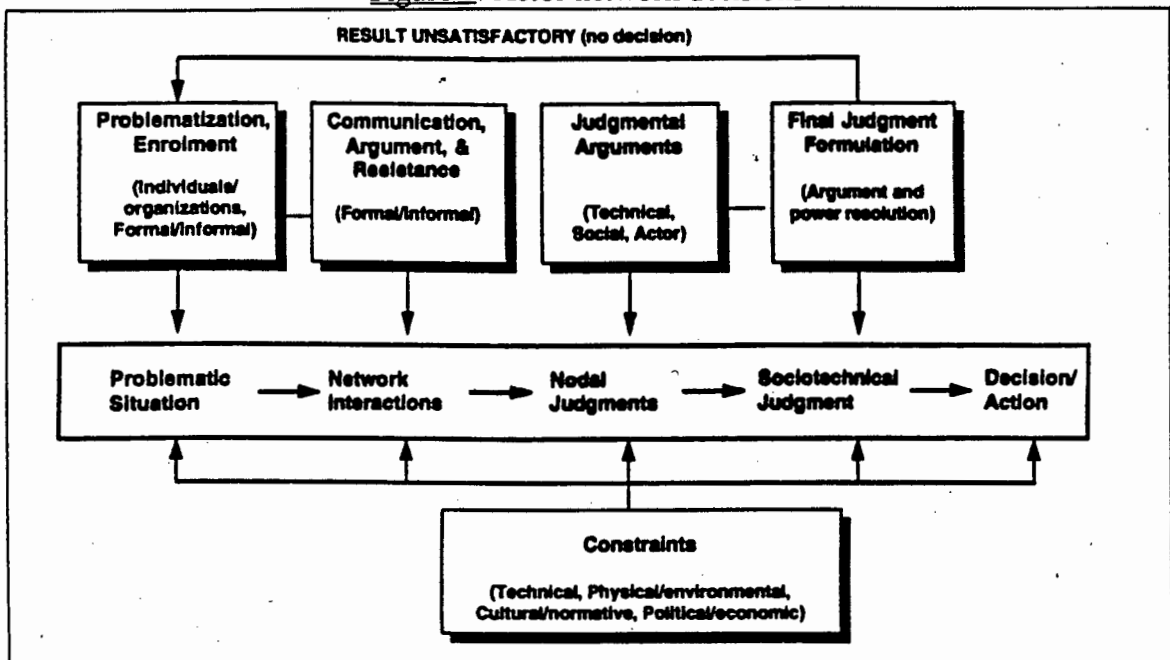 RESULT UNSATISFACTORY (no decision)
Problematization,
Enrolment
(Individuals/
organizations,
Formal/Informal)
Communication,
Argument, &
Resistance
(Formal/Informal)
Judgmental
Arguments
(Technical,
Social, Actor)
Final Judgment
Formulation
(Argument and
power resolution)
Problematic
Situation
Network
Interactions
Nodal
Judgments
Sociotechnical
Judgment
Decision/
Action
Constraints
(Technical, Physical/environmental,
Cultural/normative, Political/economic)